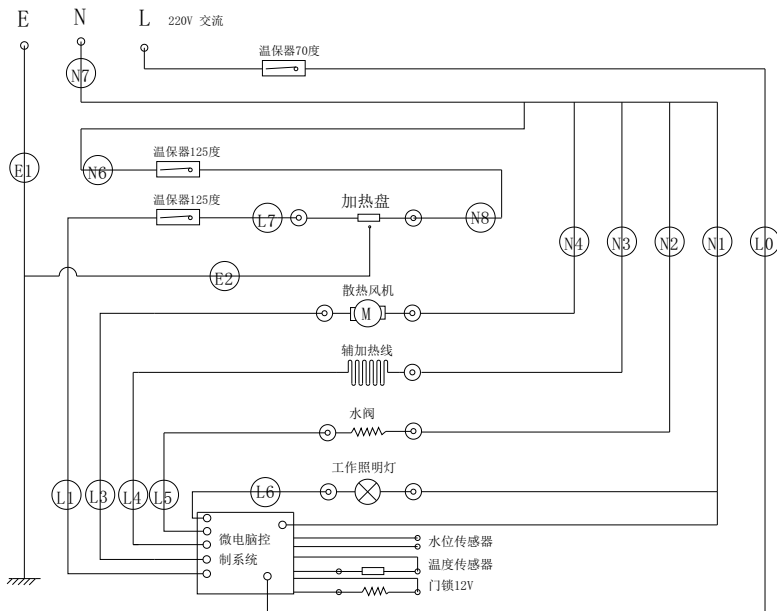 E N L 220V 交流
温保器70度
N7
温保器125度
E1 N6
温保器125度 加热盘
L7 N8
N4 N3 N2 N1 L0
E2
散热风机
M
辅加热线
水阀
工作照明灯
L1 L3 L4 L5 L6
微电脑控
制系统
水位传感器
温度传感器
门锁12V